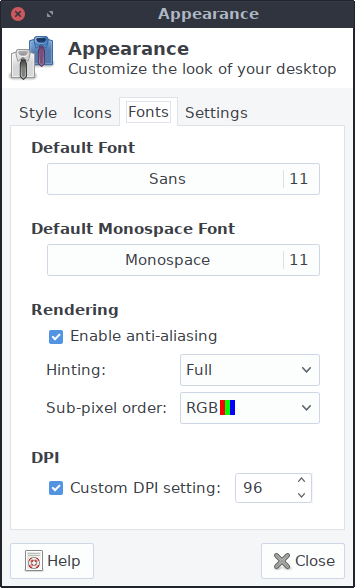 Appearance
Appearance
Customize the look of your desktop
Style Icons Fonts Settings
Default Font
Sans 11
Default Monospace Font
Monospace 11
Rendering
Enable anti-aliasing
Hinting: Full
Sub-pixel order: RGB
DPI
Custom DPI setting: 96
Help Close